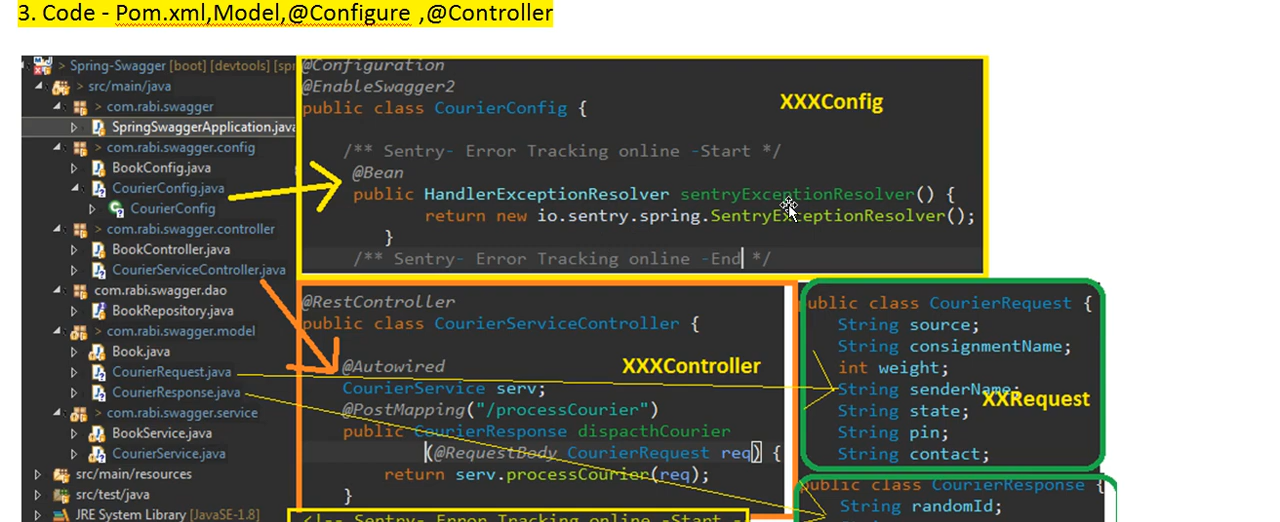 3. Code - Pom.xml,Model,@Configure ,@Controller
> Spring-Swagger [boot] [devtools] [spr
> src/main/java
> com.rabi.swagger
SpringSwaggerApplication.java
> com.rabi.swagger.config
BookConfig.java
CourierConfig.java
CourierConfig
> com.rabi.swagger.controller
BookController.java
CourierServiceController.java
com.rabi.swagger.dao
BookRepository.java
> com.rabi.swagger.model
Book.java
CourierRequest.java
CourierResponse.java
> com.rabi.swagger.service
BookService.java
CourierService.java
src/main/resources
src/test/java
JRE System Library [JavaSE-1.8]
@Configuration
@EnableSwagger2
public class CourierConfig {
XXXConfig
/** Sentry- Error Tracking online -Start */
@Bean
public HandlerExceptionResolver sentryExceptionResolver() {
return new io.sentry.spring.SentryExceptionResolver();
}
/** Sentry- Error Tracking online -End */
@RestController
public class CourierServiceController {
XXXController
@Autowired
CourierService serv;
@PostMapping("/processCourier")
public CourierResponse dispacthCourier
(@RequestBody CourierRequest req) {
return serv.processCourier(req);
}
<!-- Sentry- Error Tracking online -Start --
public class CourierRequest {
String source;
String consignmentName;
int weight;
String senderName;
XXRequest
String state;
String pin;
String contact;
public class CourierResponse {
String randomId;